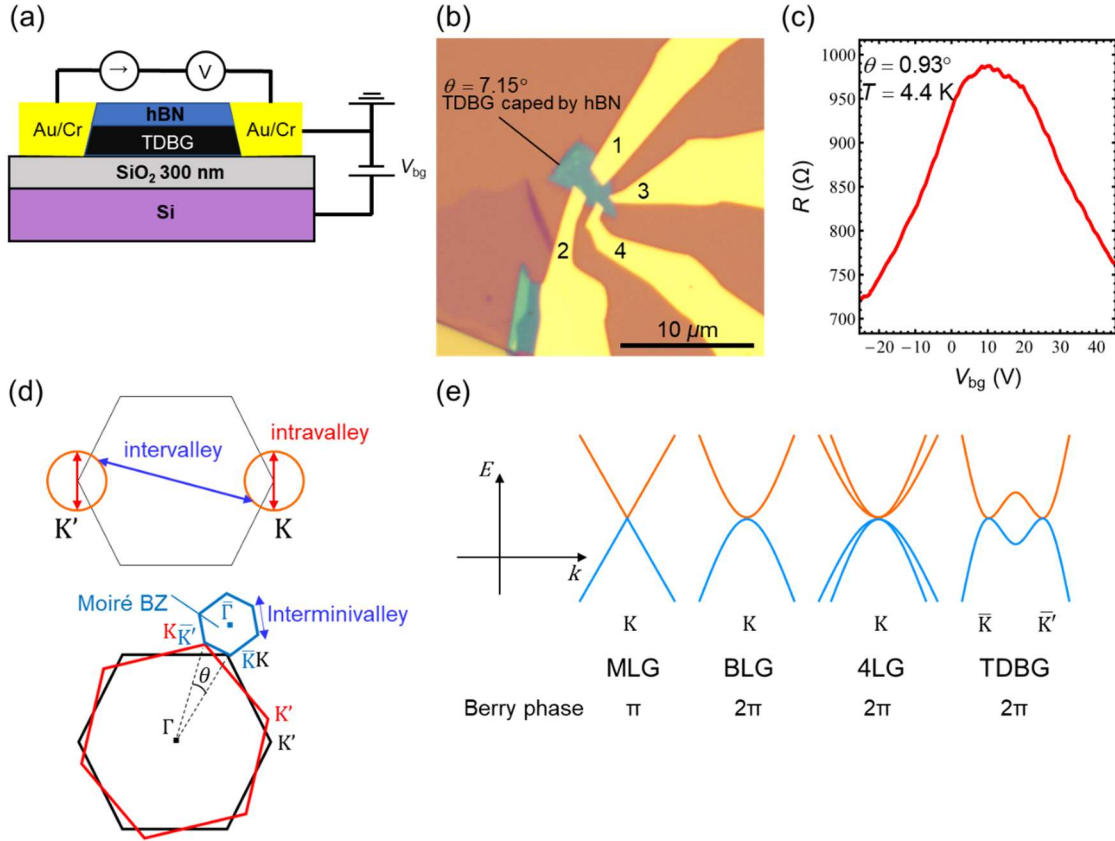 (a)
→
V
Au/Cr
hBN
TDBG
Au/Cr
SiO₂ 300 nm
Si
V_bg
(b)
θ = 7.15°
TDBG caped by hBN
1
3
2
4
10 μm
(c)
θ = 0.93°
T = 4.4 K
1000
950
900
850
800
750
700
R (Ω)
−20 −10 0 10 20 30 40
V_bg (V)
(d)
intervalley
intravalley
K'
K
Moiré BZ
Γ̄
Interminivalley
K K̄'
K̄ K
θ
Γ
K'
K'
(e)
E
k
K K K K̄ K̄'
MLG BLG 4LG TDBG
Berry phase π 2π 2π 2π